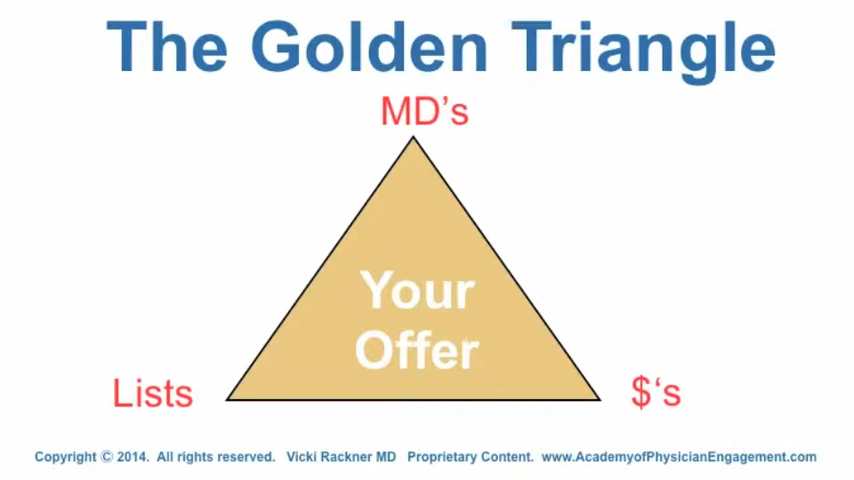 The Golden Triangle
MD's
Your
Offer
Lists
$‘s
Copyright © 2014.  All rights reserved.   Vicki Rackner MD   Proprietary Content.  www.AcademyofPhysicianEngagement.com